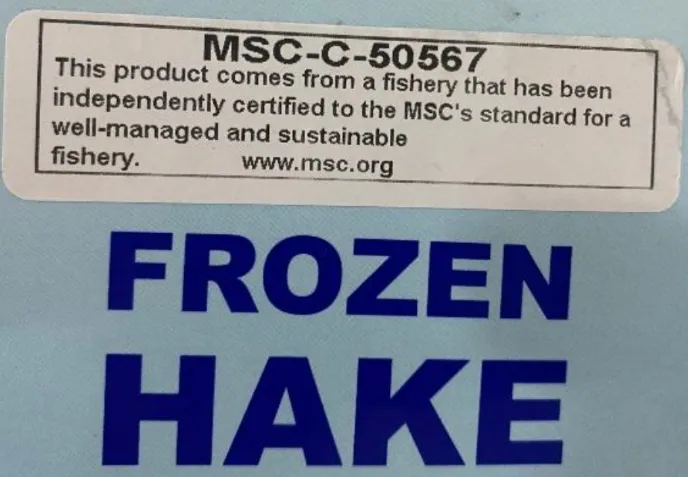 MSC-C-50567
This product comes from a fishery that has been
independently certified to the MSC's standard for a
well-managed and sustainable
fishery. www.msc.org
FROZEN
HAKE